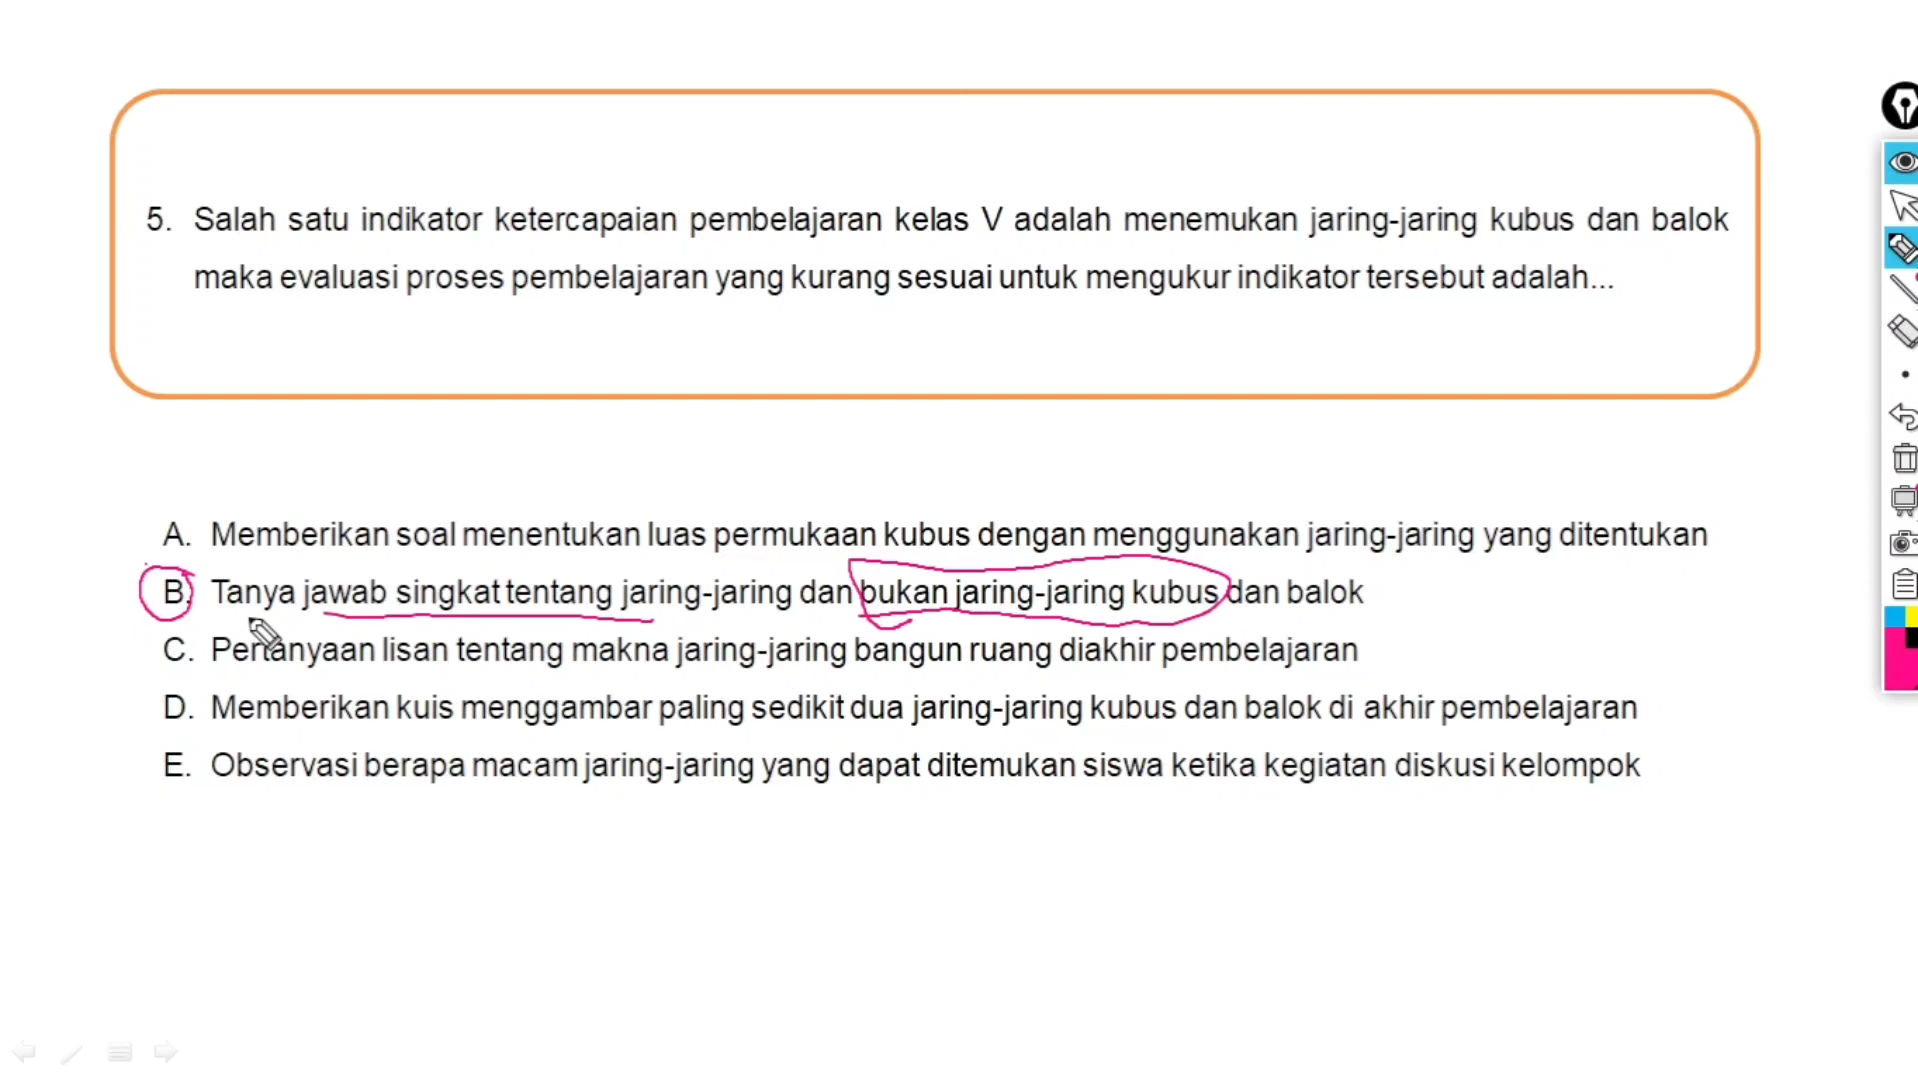 5. Salah satu indikator ketercapaian pembelajaran kelas V adalah menemukan jaring-jaring kubus dan balok
maka evaluasi proses pembelajaran yang kurang sesuai untuk mengukur indikator tersebut adalah...
A. Memberikan soal menentukan luas permukaan kubus dengan menggunakan jaring-jaring yang ditentukan
B. Tanya jawab singkat tentang jaring-jaring dan bukan jaring-jaring kubus dan balok
C. Pertanyaan lisan tentang makna jaring-jaring bangun ruang diakhir pembelajaran
D. Memberikan kuis menggambar paling sedikit dua jaring-jaring kubus dan balok di akhir pembelajaran
E. Observasi berapa macam jaring-jaring yang dapat ditemukan siswa ketika kegiatan diskusi kelompok